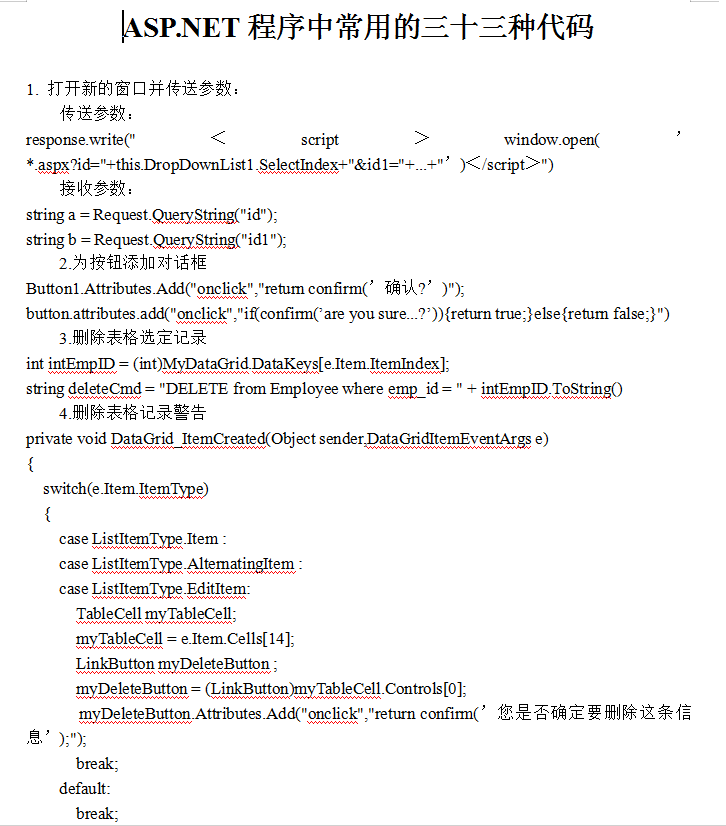 ASP.NET 程序中常用的三十三种代码
1. 打开新的窗口并传送参数：
传送参数：
response.write("＜script＞window.open(’
*.aspx?id="+this.DropDownList1.SelectIndex+"&id1="+...+"’)＜/script＞")
接收参数：
string a = Request.QueryString("id");
string b = Request.QueryString("id1");
2.为按钮添加对话框
Button1.Attributes.Add("onclick","return confirm(’确认?’)");
button.attributes.add("onclick","if(confirm(’are you sure...?’)){return true;}else{return false;}")
3.删除表格选定记录
int intEmpID = (int)MyDataGrid.DataKeys[e.Item.ItemIndex];
string deleteCmd = "DELETE from Employee where emp_id = " + intEmpID.ToString()
4.删除表格记录警告
private void DataGrid_ItemCreated(Object sender.DataGridItemEventArgs e)
{
switch(e.Item.ItemType)
{
case ListItemType.Item :
case ListItemType.AlternatingItem :
case ListItemType.EditItem:
TableCell myTableCell;
myTableCell = e.Item.Cells[14];
LinkButton myDeleteButton ;
myDeleteButton = (LinkButton)myTableCell.Controls[0];
myDeleteButton.Attributes.Add("onclick","return confirm(’您是否确定要删除这条信
息’);");
break;
default:
break;